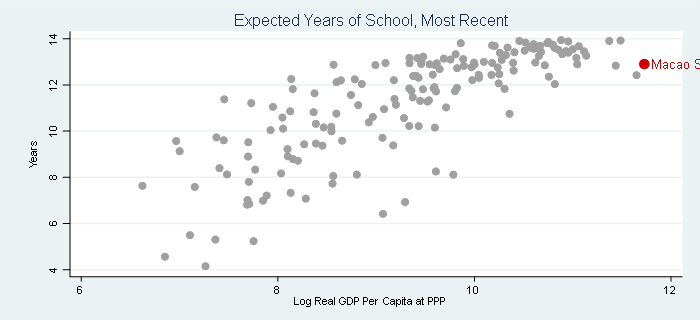 Expected Years of School, Most Recent
14
12
10
8
6
4
Years
Macao S
6
8
10
12
Log Real GDP Per Capita at PPP